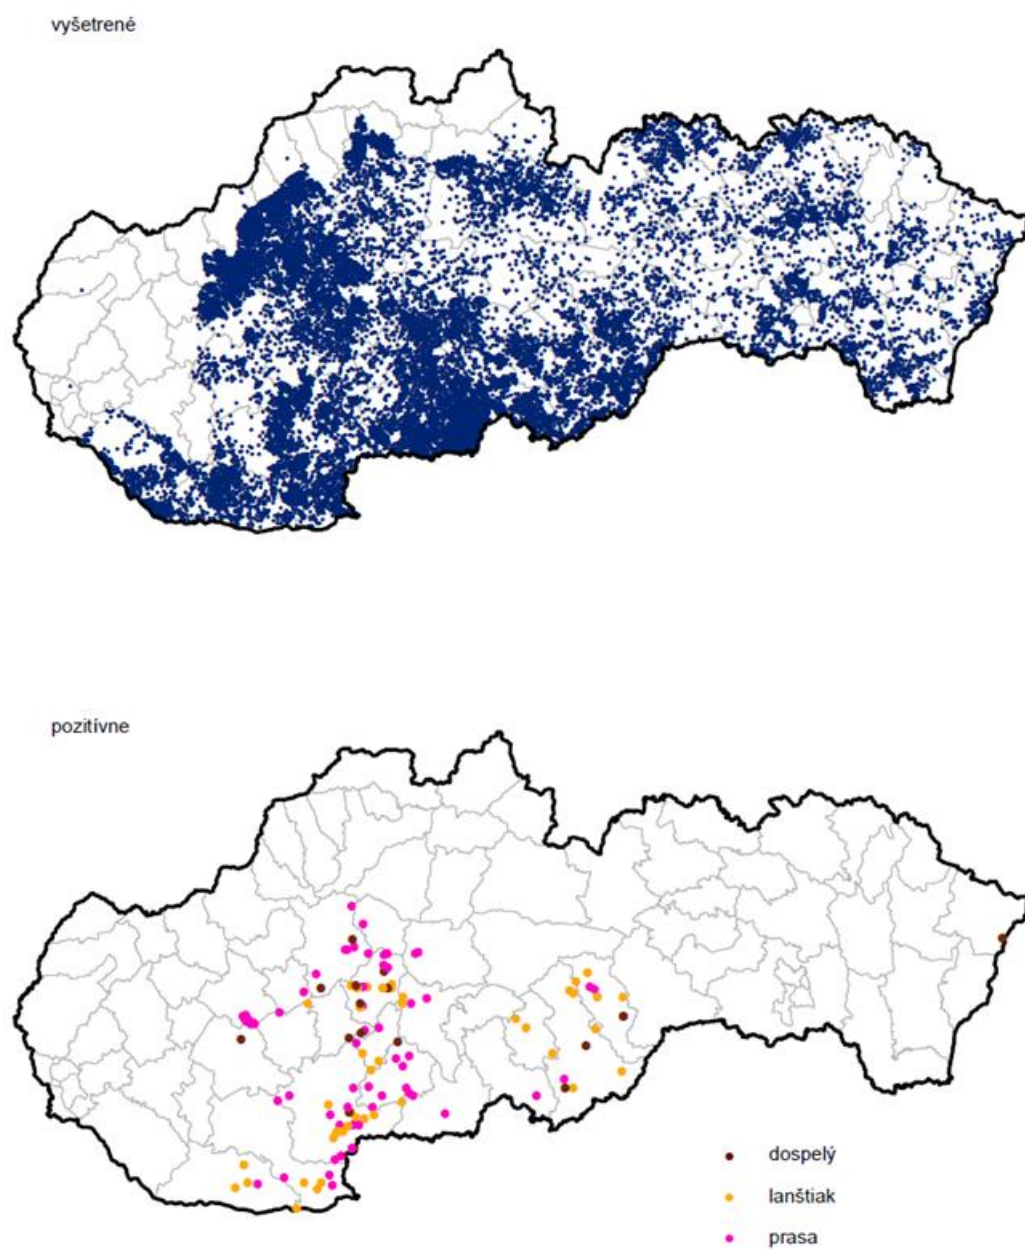 vyšetrené
pozitívne
dospelý
lanštiak
prasa